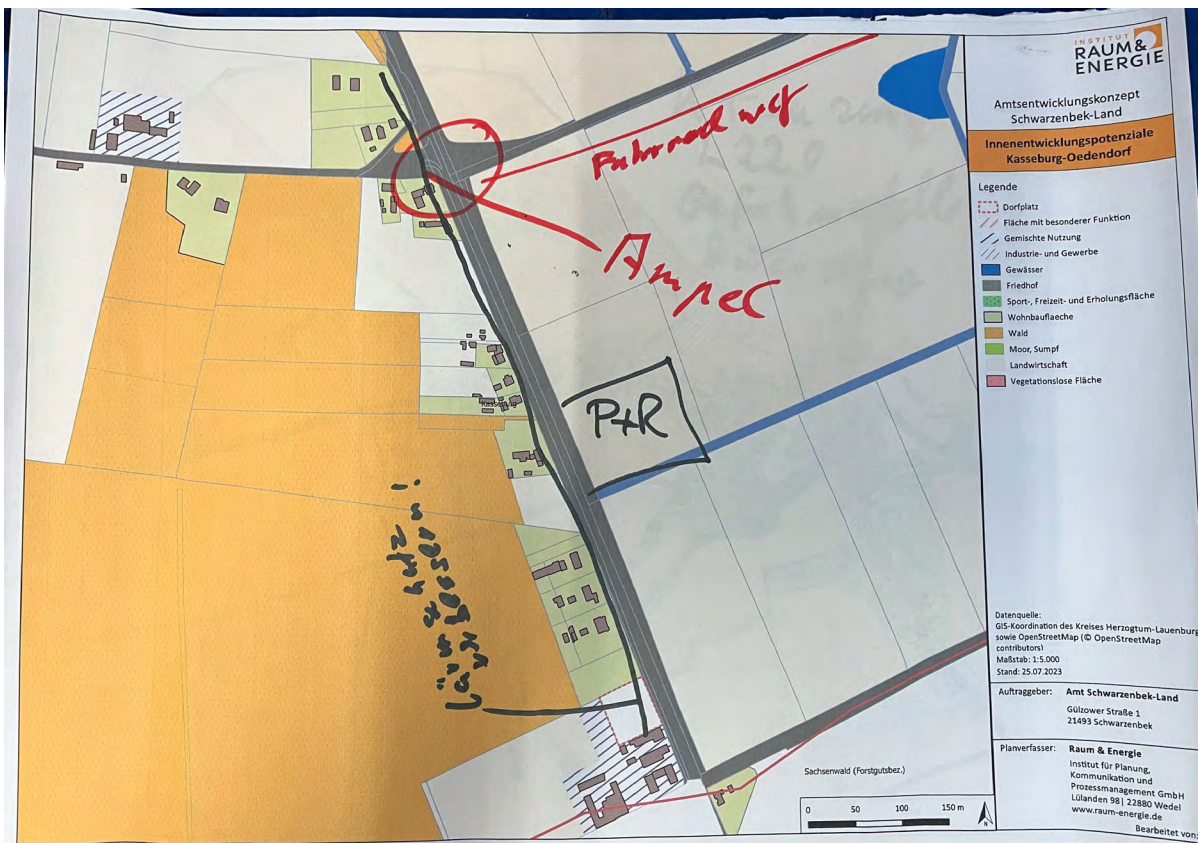 INSTITUT
RAUM&
ENERGIE
Amtsentwicklungskonzept
Schwarzenbek-Land
Innenentwicklungspotenziale
Kasseburg-Oedendorf
Legende
Dorfplatz
Fläche mit besonderer Funktion
Gemischte Nutzung
Industrie- und Gewerbe
Gewässer
Friedhof
Sport-, Freizeit- und Erholungsfläche
Wohnbauflaeche
Wald
Moor, Sumpf
Landwirtschaft
Vegetationslose Fläche
Fahrradweg
Ampel
P+R
Lärmschutz
verbessern!
Sachsenwald (Forstgutsbez.)
0 50 100 150 m
N
Datenquelle:
GIS-Koordination des Kreises Herzogtum-Lauenburg
sowie OpenStreetMap (© OpenStreetMap
contributors)
Maßstab: 1:5.000
Stand: 25.07.2023
Auftraggeber: Amt Schwarzenbek-Land
Gülzower Straße 1
21493 Schwarzenbek
Planverfasser: Raum & Energie
Institut für Planung,
Kommunikation und
Prozessmanagement GmbH
Lülanden 98| 22880 Wedel
www.raum-energie.de
Bearbeitet von: